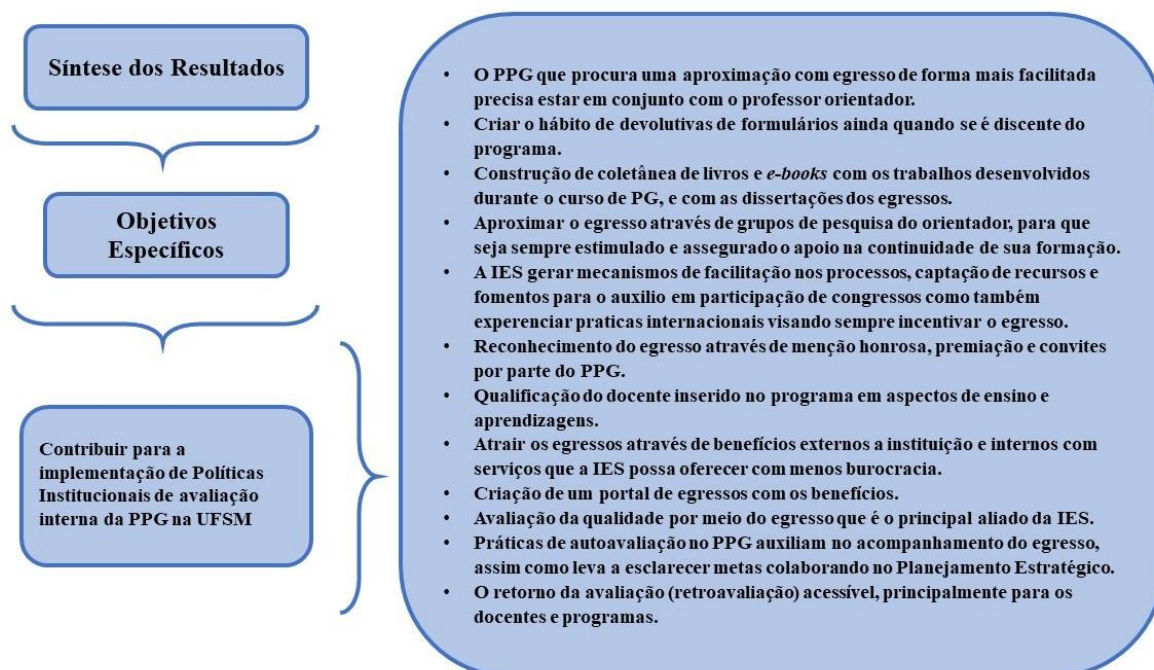 Síntese dos Resultados
Objetivos
Específicos
Contribuir para a
implementação de Políticas
Institucionais de avaliação
interna da PPG na UFSM
• O PPG que procura uma aproximação com egresso de forma mais facilitada
precisa estar em conjunto com o professor orientador.
• Criar o hábito de devolutivas de formulários ainda quando se é discente do
programa.
• Construção de coletânea de livros e e-books com os trabalhos desenvolvidos
durante o curso de PG, e com as dissertações dos egressos.
• Aproximar o egresso através de grupos de pesquisa do orientador, para que
seja sempre estimulado e assegurado o apoio na continuidade de sua formação.
• A IES gerar mecanismos de facilitação nos processos, captação de recursos e
fomentos para o auxilio em participação de congressos como também
experenciar praticas internacionais visando sempre incentivar o egresso.
• Reconhecimento do egresso através de menção honrosa, premiação e convites
por parte do PPG.
• Qualificação do docente inserido no programa em aspectos de ensino e
aprendizagens.
• Atrair os egressos através de benefícios externos a instituição e internos com
serviços que a IES possa oferecer com menos burocracia.
• Criação de um portal de egressos com os benefícios.
• Avaliação da qualidade por meio do egresso que é o principal aliado da IES.
• Práticas de autoavaliação no PPG auxiliam no acompanhamento do egresso,
assim como leva a esclarecer metas colaborando no Planejamento Estratégico.
• O retorno da avaliação (retroavaliação) acessível, principalmente para os
docentes e programas.